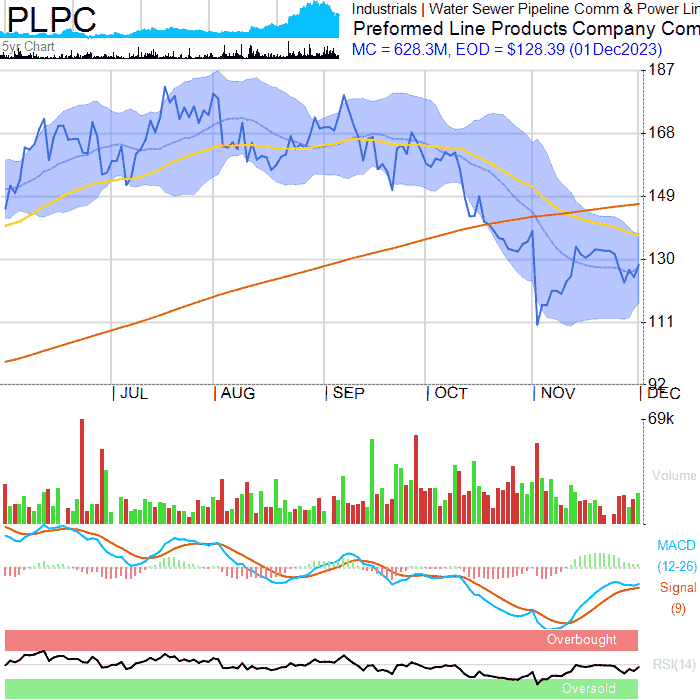 PLPC
5yr Chart
Industrials | Water Sewer Pipeline Comm & Power Lin
Preformed Line Products Company Com
MC = 628.3M, EOD = $128.39 (01Dec2023)
187
168
149
130
111
92
JUL AUG SEP OCT NOV DEC
69k
Volume
MACD
(12-26)
Signal
(9)
Overbought
RSI(14)
Oversold